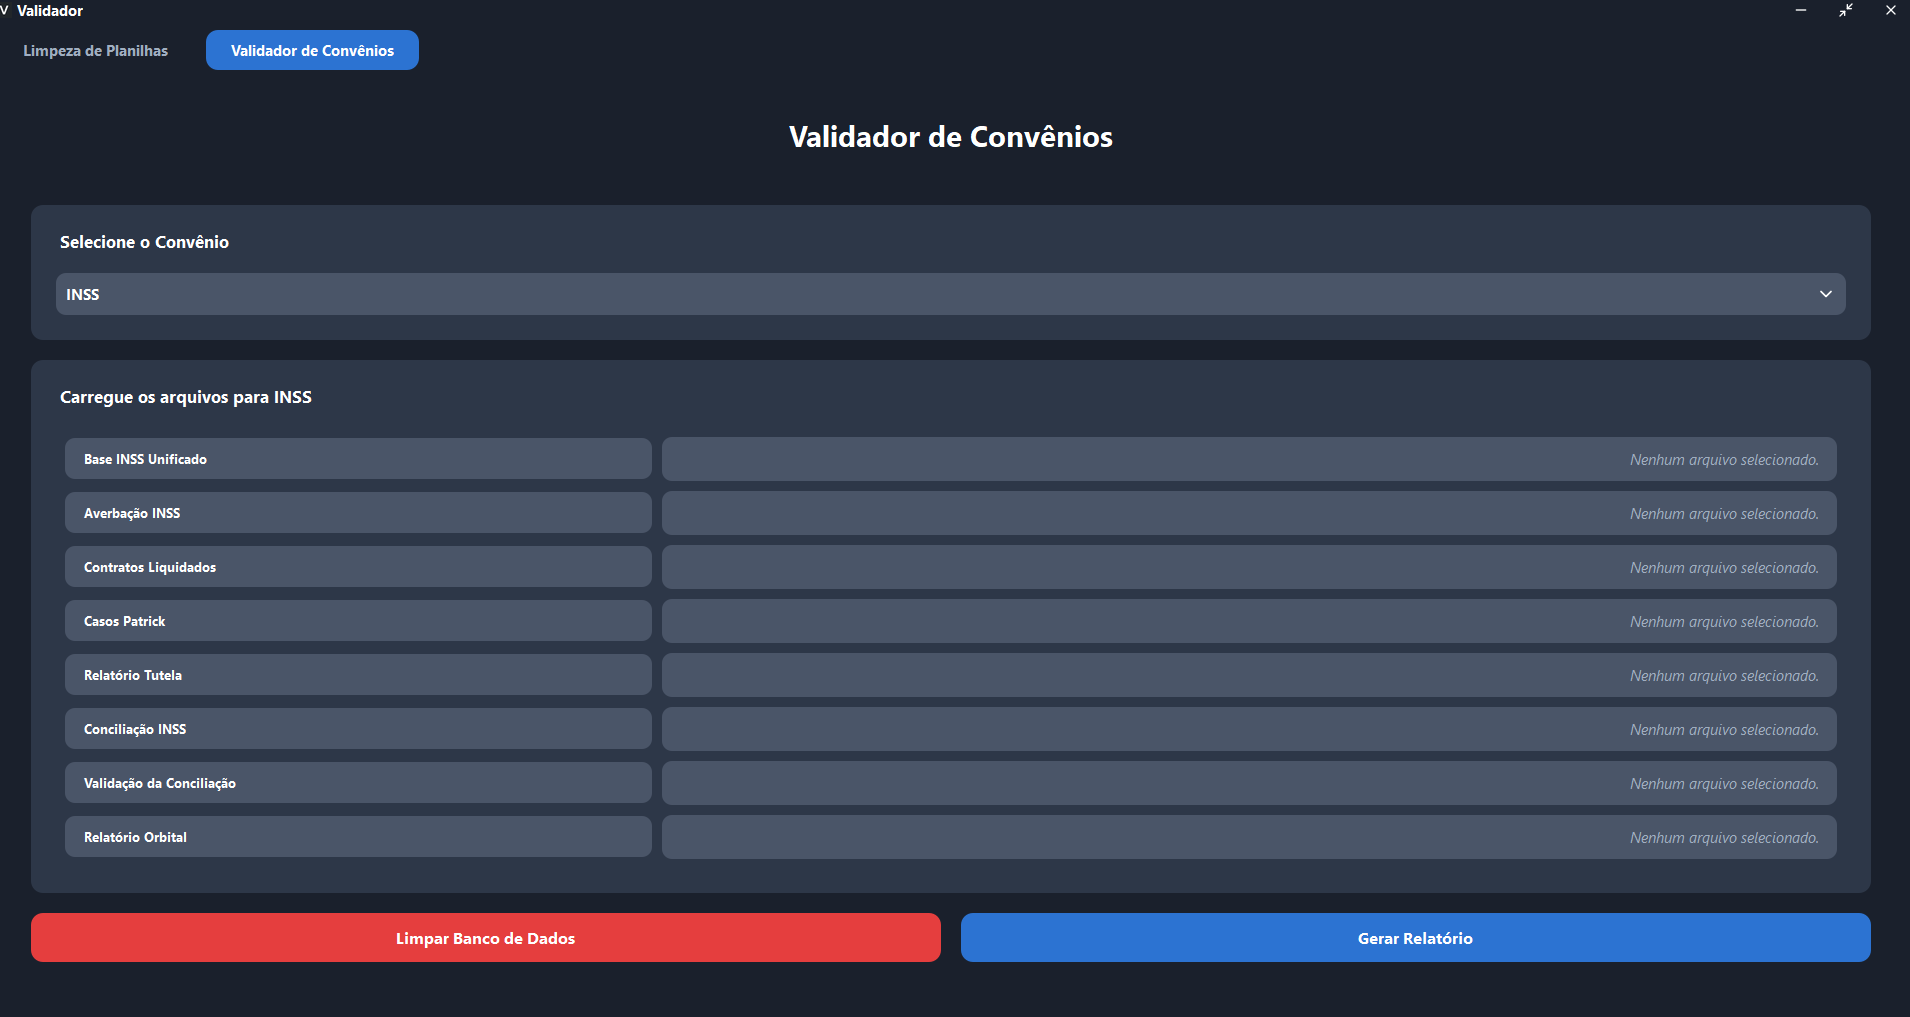 V Validador
Limpeza de Planilhas
Validador de Convênios
Validador de Convênios
Selecione o Convênio
INSS
Carregue os arquivos para INSS
Base INSS Unificado
Nenhum arquivo selecionado.
Averbação INSS
Nenhum arquivo selecionado.
Contratos Liquidados
Nenhum arquivo selecionado.
Casos Patrick
Nenhum arquivo selecionado.
Relatório Tutela
Nenhum arquivo selecionado.
Conciliação INSS
Nenhum arquivo selecionado.
Validação da Conciliação
Nenhum arquivo selecionado.
Relatório Orbital
Nenhum arquivo selecionado.
Limpar Banco de Dados
Gerar Relatório